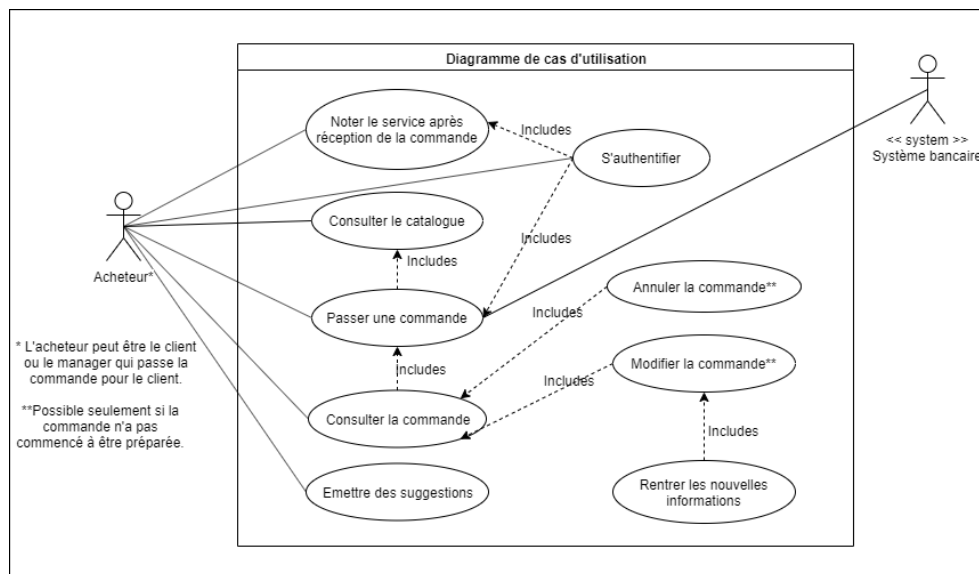 Diagramme de cas d'utilisation
Noter le service après
réception de la commande
Includes
S'authentifier
<< system >>
Système bancaire
Consulter le catalogue
Includes
Includes
Acheteur*
Annuler la commande**
Passer une commande
Includes
* L'acheteur peut être le client
ou le manager qui passe la
commande pour le client.
Includes
Modifier la commande**
Includes
**Possible seulement si la
commande n'a pas
commencé à être préparée.
Consulter la commande
Includes
Emettre des suggestions
Rentrer les nouvelles
informations